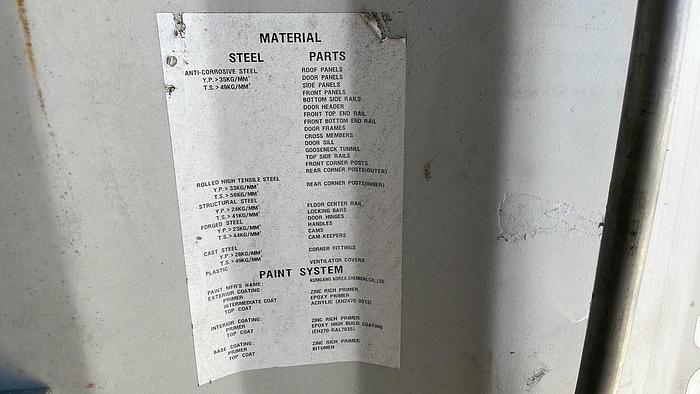 MATERIAL
STEEL PARTS
ANTI-CORROSIVE STEEL ROOF PANELS
Y.P.>35KG/MM² DOOR PANELS
T.S.>49KG/MM² SIDE PANELS
FRONT PANELS
BOTTOM SIDE RAILS
DOOR HEADER
FRONT TOP END RAIL
FRONT BOTTOM END RAIL
DOOR FRAMES
CROSS MEMBERS
DOOR SILL
GOOSENECK TUNNEL
TOP SIDE RAILS
FRONT CORNER POSTS
REAR CORNER POSTS(OUTER)
ROLLED HIGH TENSILE STEEL REAR CORNER POSTS(INNER)
Y.P.>33KG/MM²
T.S.>50KG/MM²
STRUCTURAL STEEL FLOOR CENTER RAIL
Y.P.>24KG/MM² LOCKING BARS
T.S.>41KG/MM² DOOR HINGES
FORGED STEEL HANDLES
Y.P.>23KG/MM² CAMS
T.S.>44KG/MM² CAM-KEEPERS
CAST STEEL CORNER FITTINGS
Y.P.>28KG/MM²
T.S.>49KG/MM²
PLASTIC VENTILATOR COVERS
PAINT SYSTEM
PAINT MFR'S NAME: KUMGANG KOREA CHEMICAL CO., LTD.
EXTERIOR COATING:
PRIMER ZINC RICH PRIMER
INTERMEDIATE COAT EPOXY PRIMER
TOP COAT ACRYLIC (AH2470-3013)
INTERIOR COATING:
PRIMER ZINC RICH PRIMER
TOP COAT EPOXY HIGH BUILD COATING
(EH270-RAL7035)
BASE COATING:
PRIMER ZINC RICH PRIMER
TOP COAT BITUMEN